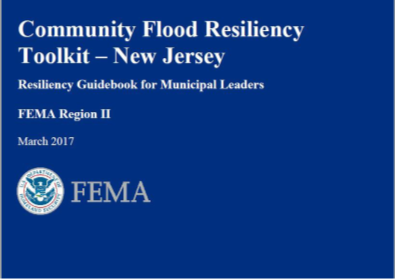 Community Flood Resiliency
Toolkit – New Jersey
Resiliency Guidebook for Municipal Leaders
FEMA Region II
March 2017
FEMA